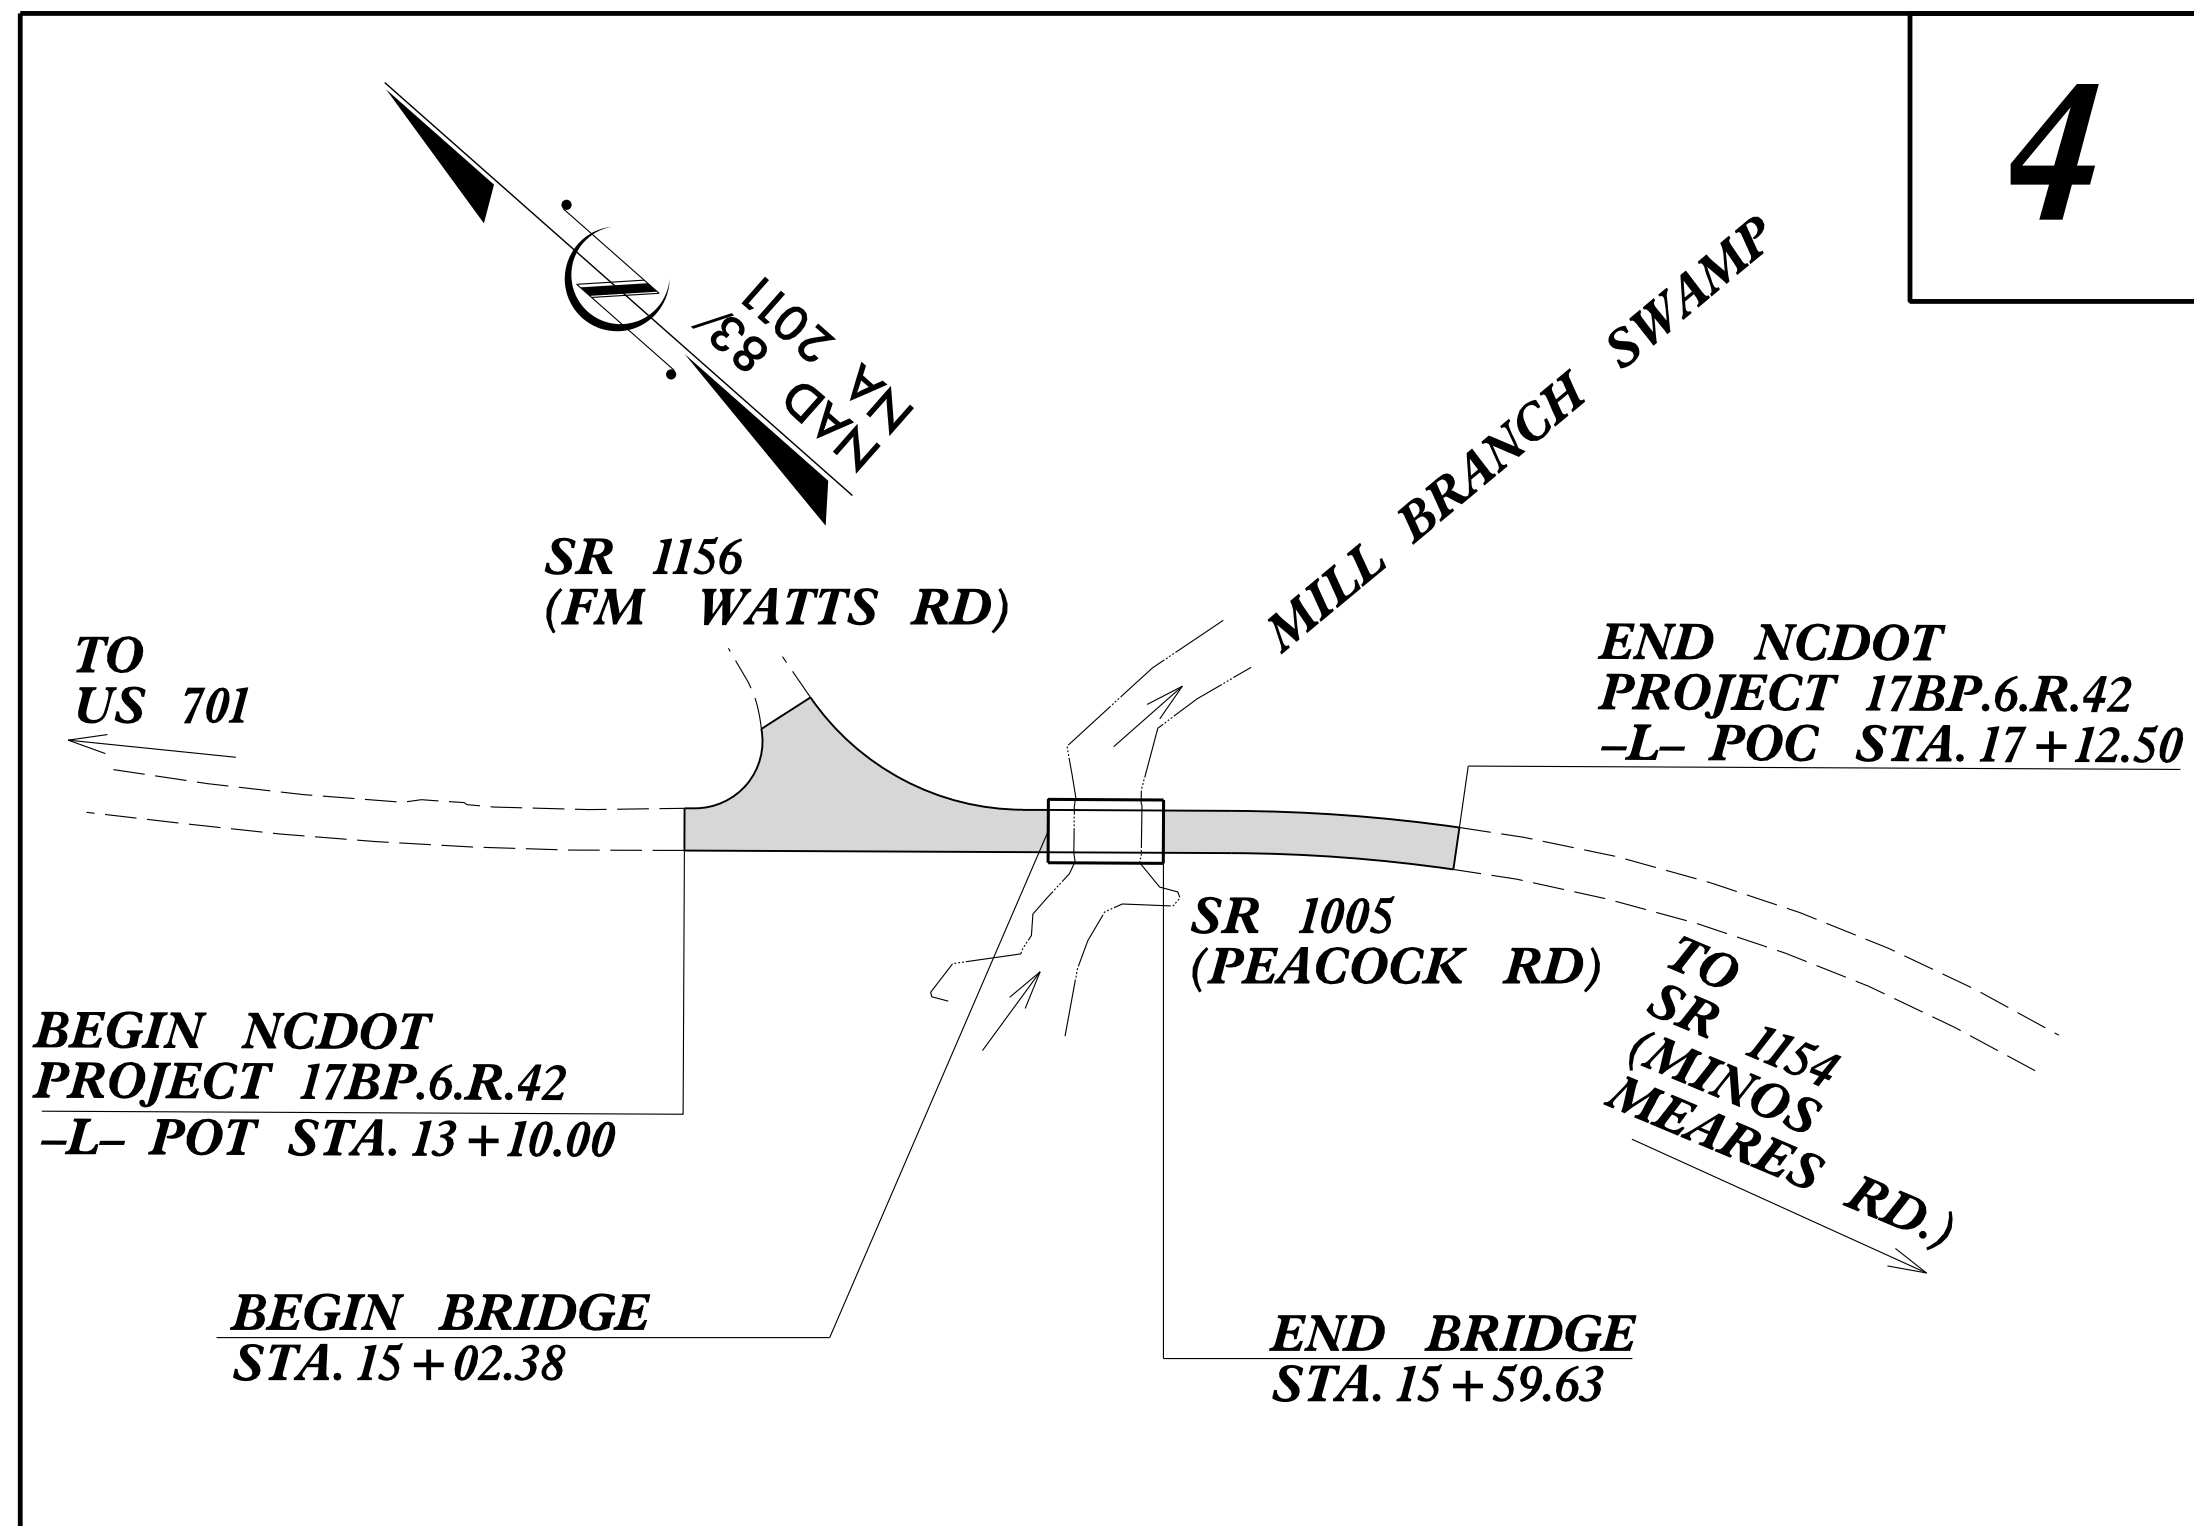 4
NAD 83/
NA 2011
MILL BRANCH SWAMP
SR 1156
(FM WATTS RD)
TO
US 701
END NCDOT
PROJECT 17BP.6.R.42
–L– POC STA. 17+12.50
SR 1005
(PEACOCK RD)
TO
SR 1154
(MINOS
MEARES RD.)
BEGIN NCDOT
PROJECT 17BP.6.R.42
–L– POT STA. 13+10.00
BEGIN BRIDGE
STA. 15+02.38
END BRIDGE
STA. 15+59.63